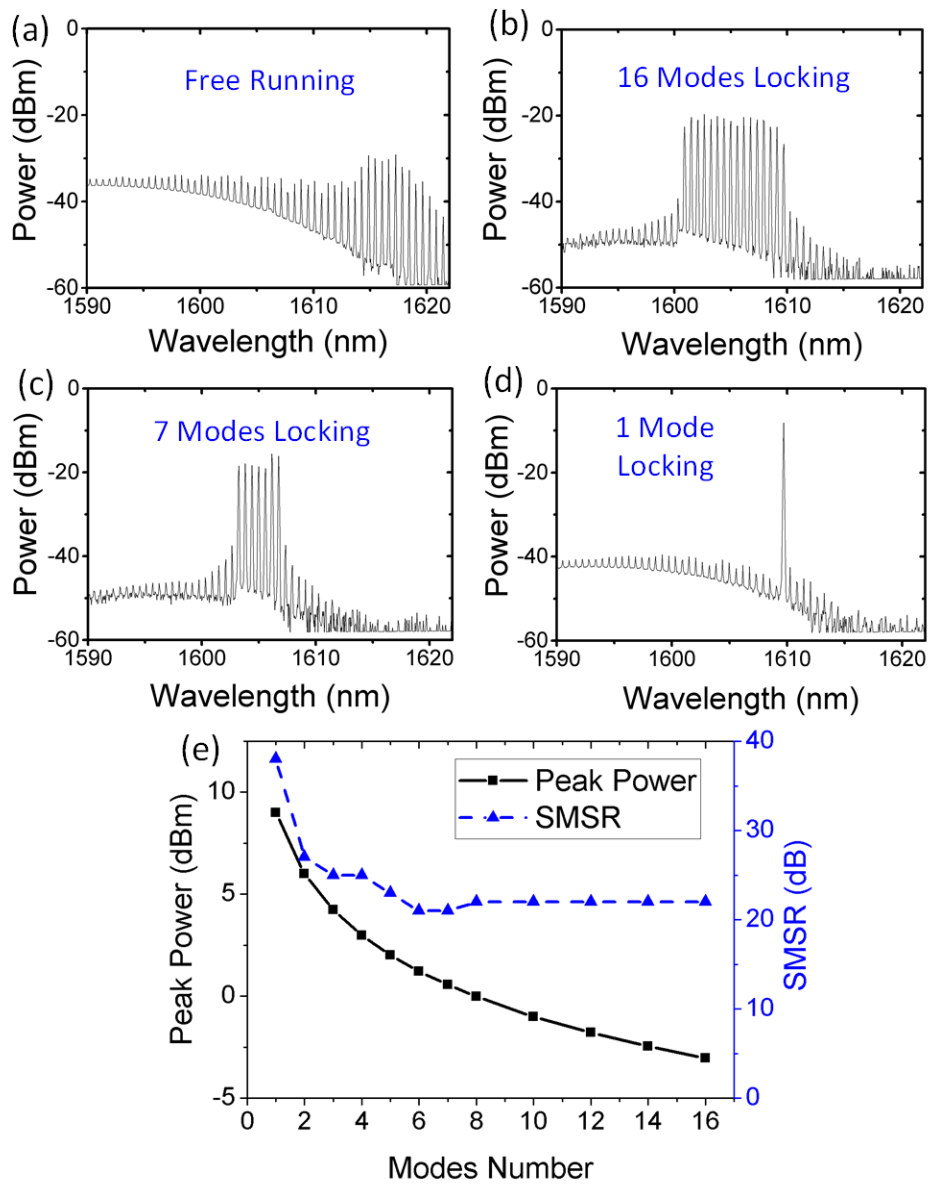 (a)
0
-20
-40
-60
Power (dBm)
Free Running
1590
1600
1610
1620
Wavelength (nm)
(b)
0
-20
-40
-60
Power (dBm)
16 Modes Locking
1590
1600
1610
1620
Wavelength (nm)
(c)
0
-20
-40
-60
Power (dBm)
7 Modes Locking
1590
1600
1610
1620
Wavelength (nm)
(d)
0
-20
-40
-60
Power (dBm)
1 Mode
Locking
1590
1600
1610
1620
Wavelength (nm)
(e)
10
5
0
-5
Peak Power (dBm)
Peak Power
SMSR
40
30
20
10
0
SMSR (dB)
0
2
4
6
8
10
12
14
16
Modes Number